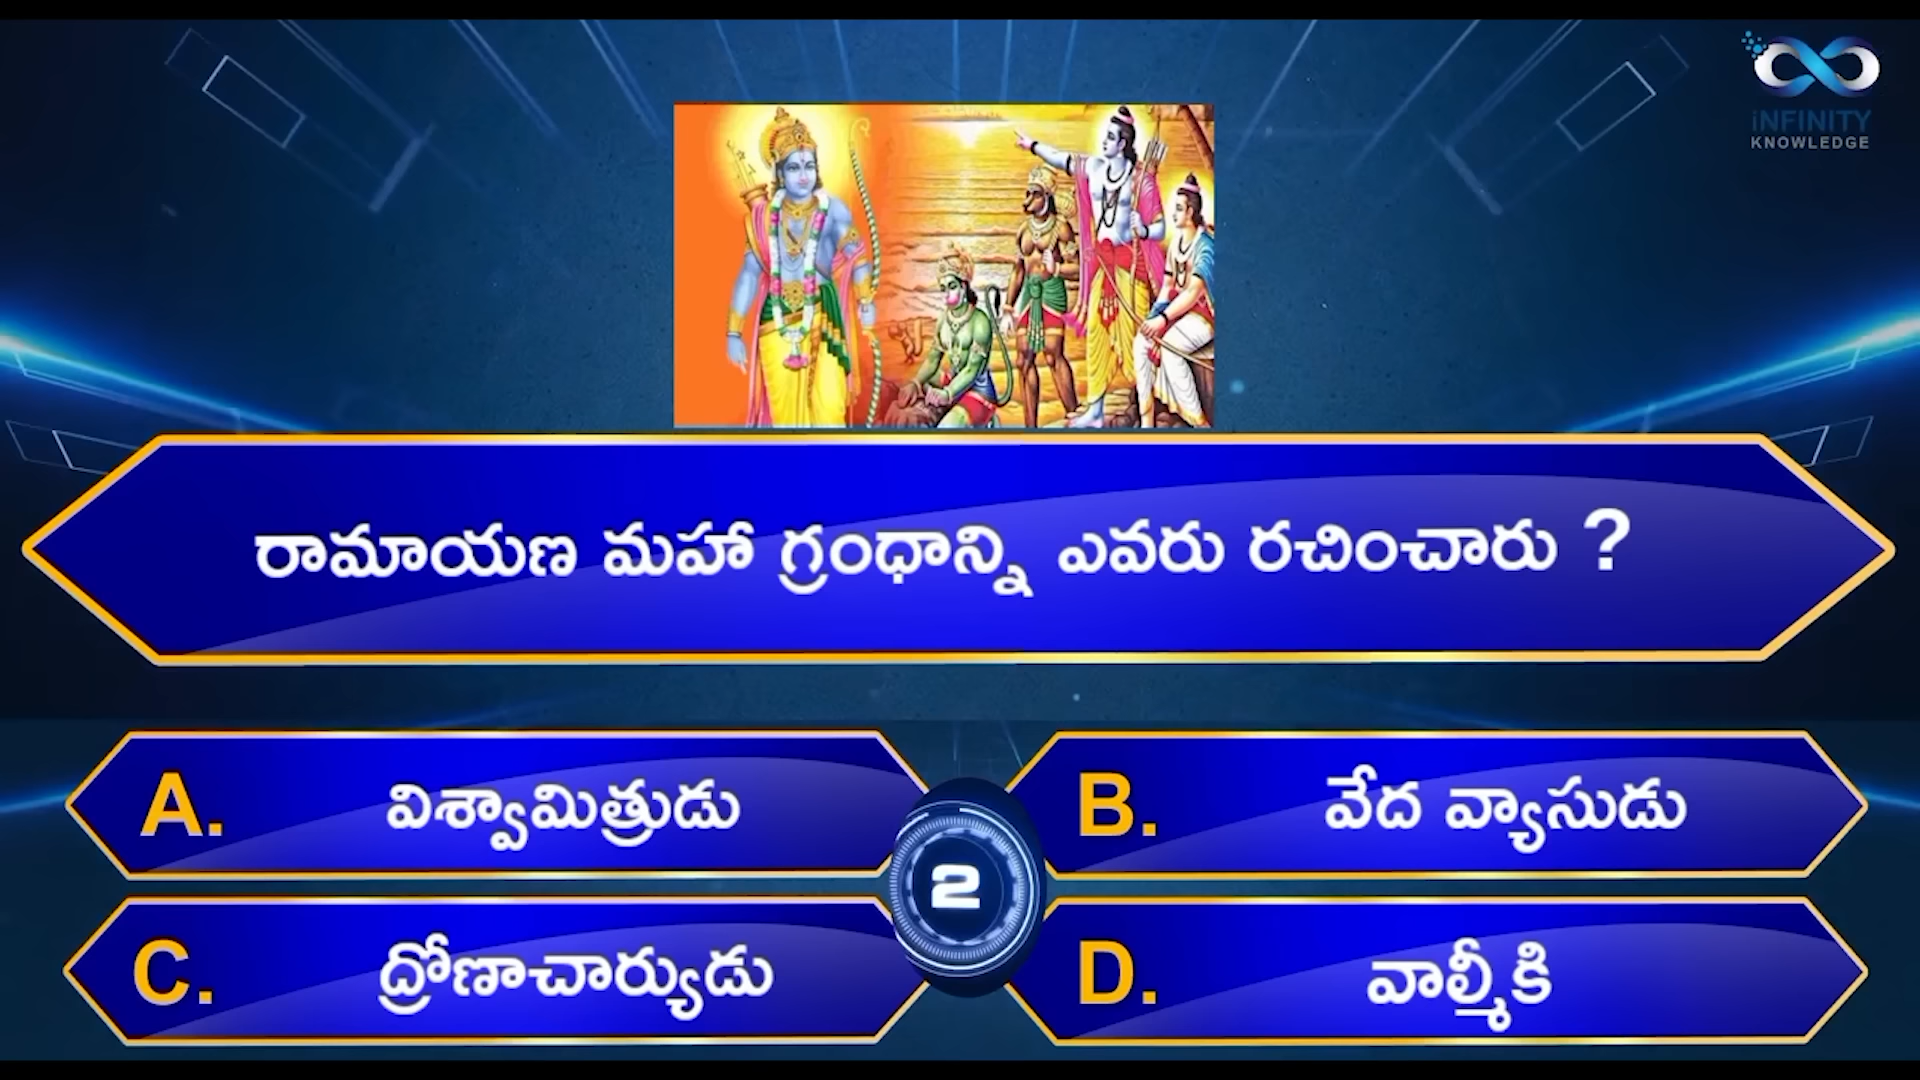 iNFINITY
KNOWLEDGE
రామాయణ మహా గ్రంథాన్ని ఎవరు రచించారు ?
A. విశ్వామిత్రుడు
B. వేద వ్యాసుడు
2
C. ద్రోణాచార్యుడు
D. వాల్మీకి